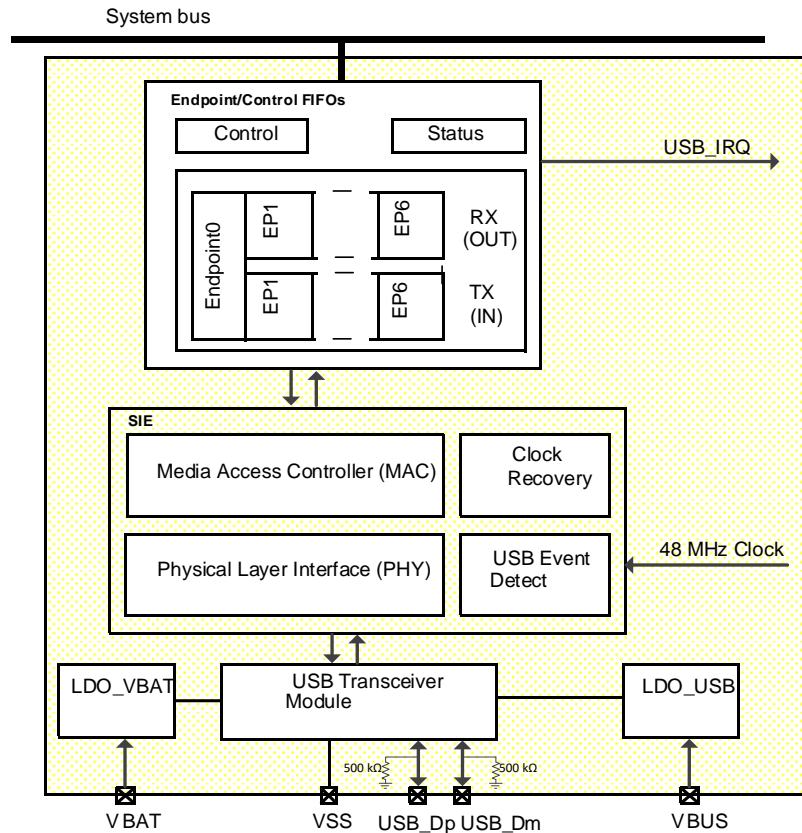 System bus
Endpoint/Control FIFOs
Control
Status
USB_IRQ
Endpoint0
EP1
EP6
RX
(OUT)
EP1
EP6
TX
(IN)
SIE
Media Access Controller (MAC)
Clock
Recovery
Physical Layer Interface (PHY)
USB Event
Detect
48 MHz Clock
LDO_VBAT
USB Transceiver
Module
LDO_USB
500 kΩ
500 kΩ
VBAT
VSS
USB_Dp
USB_Dm
VBUS